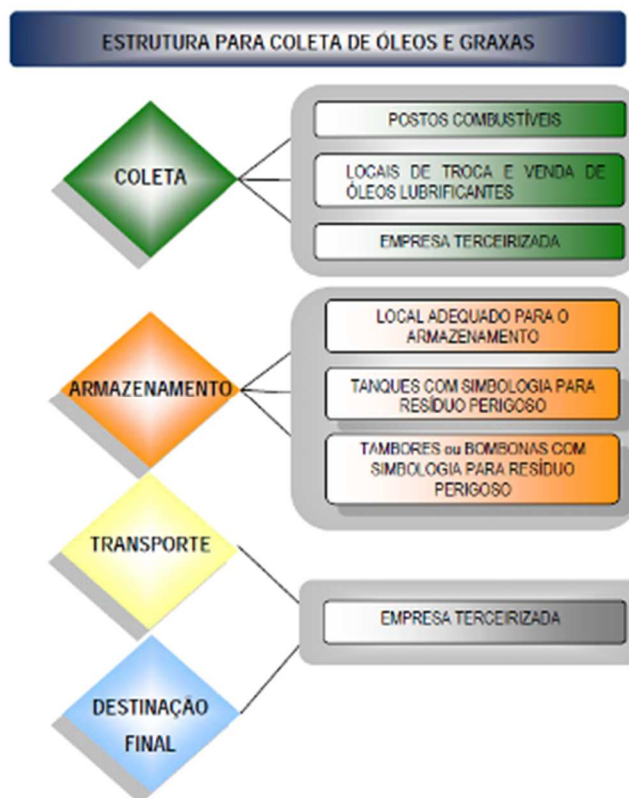 ESTRUTURA PARA COLETA DE ÓLEOS E GRAXAS
COLETA
POSTOS COMBUSTÍVEIS
LOCAIS DE TROCA E VENDA DE
ÓLEOS LUBRIFICANTES
EMPRESA TERCEIRIZADA
ARMAZENAMENTO
LOCAL ADEQUADO PARA O
ARMAZENAMENTO
TANQUES COM SIMBOLOGIA PARA
RESÍDUO PERIGOSO
TAMBORES ou BOMBONAS COM
SIMBOLOGIA PARA RESÍDUO
PERIGOSO
TRANSPORTE
EMPRESA TERCEIRIZADA
DESTINAÇÃO
FINAL